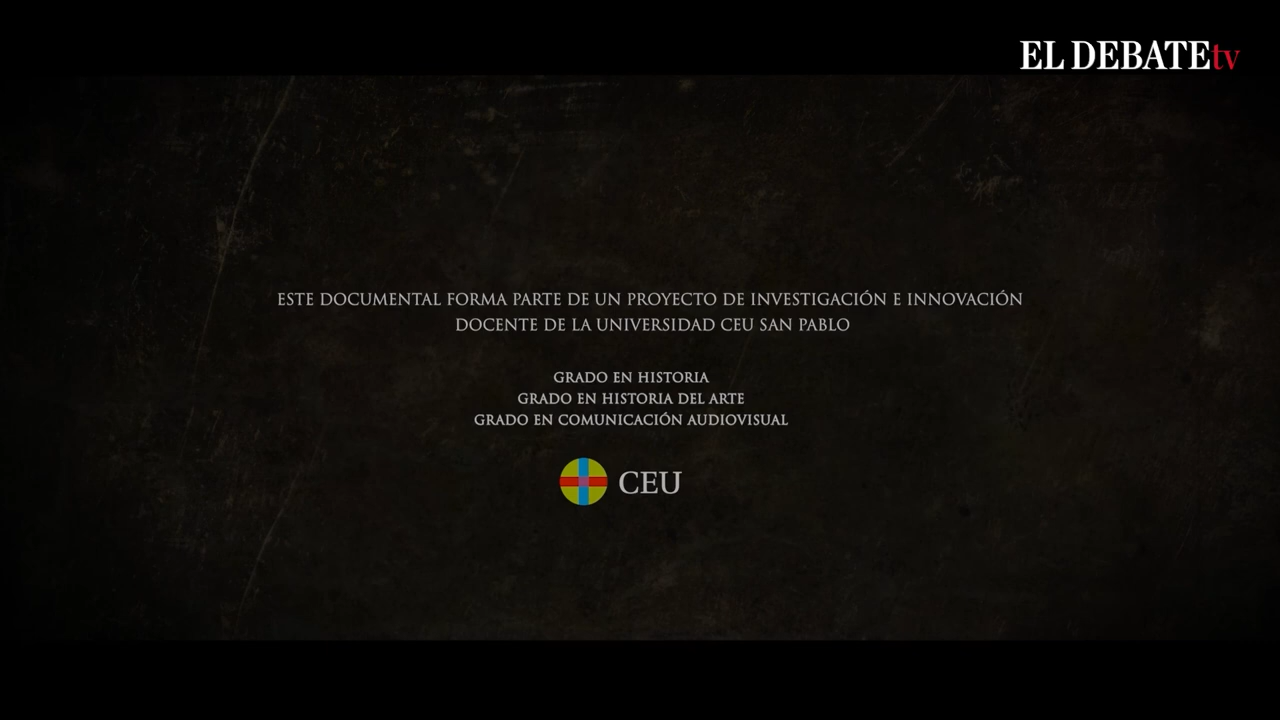 EL DEBATEtv
ESTE DOCUMENTAL FORMA PARTE DE UN PROYECTO DE INVESTIGACIÓN E INNOVACIÓN
DOCENTE DE LA UNIVERSIDAD CEU SAN PABLO
GRADO EN HISTORIA
GRADO EN HISTORIA DEL ARTE
GRADO EN COMUNICACIÓN AUDIOVISUAL
CEU